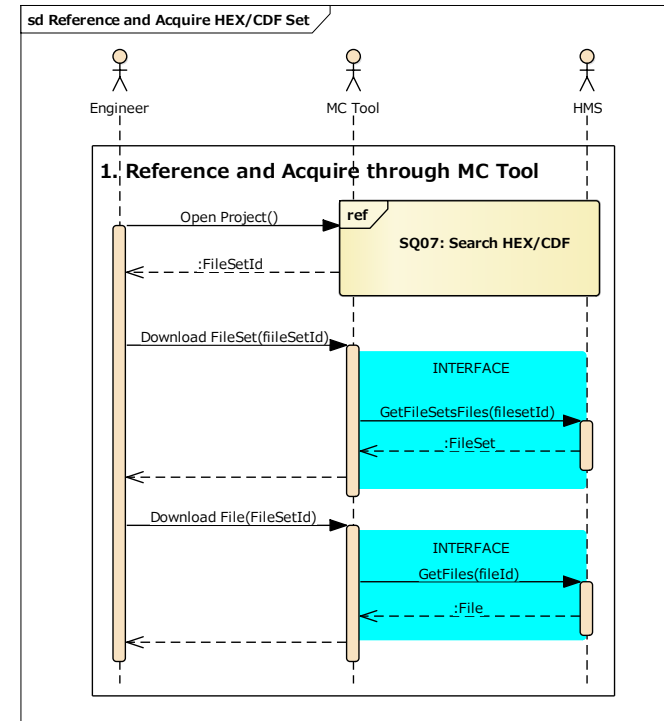 sd Reference and Acquire HEX/CDF Set
Engineer
MC Tool
HMS
1. Reference and Acquire through MC Tool
Open Project()
ref
SQ07: Search HEX/CDF
:FileSetId
Download FileSet(fiileSetId)
INTERFACE
GetFileSetsFiles(filesetId)
:FileSet
Download File(FileSetId)
INTERFACE
GetFiles(fileId)
:File